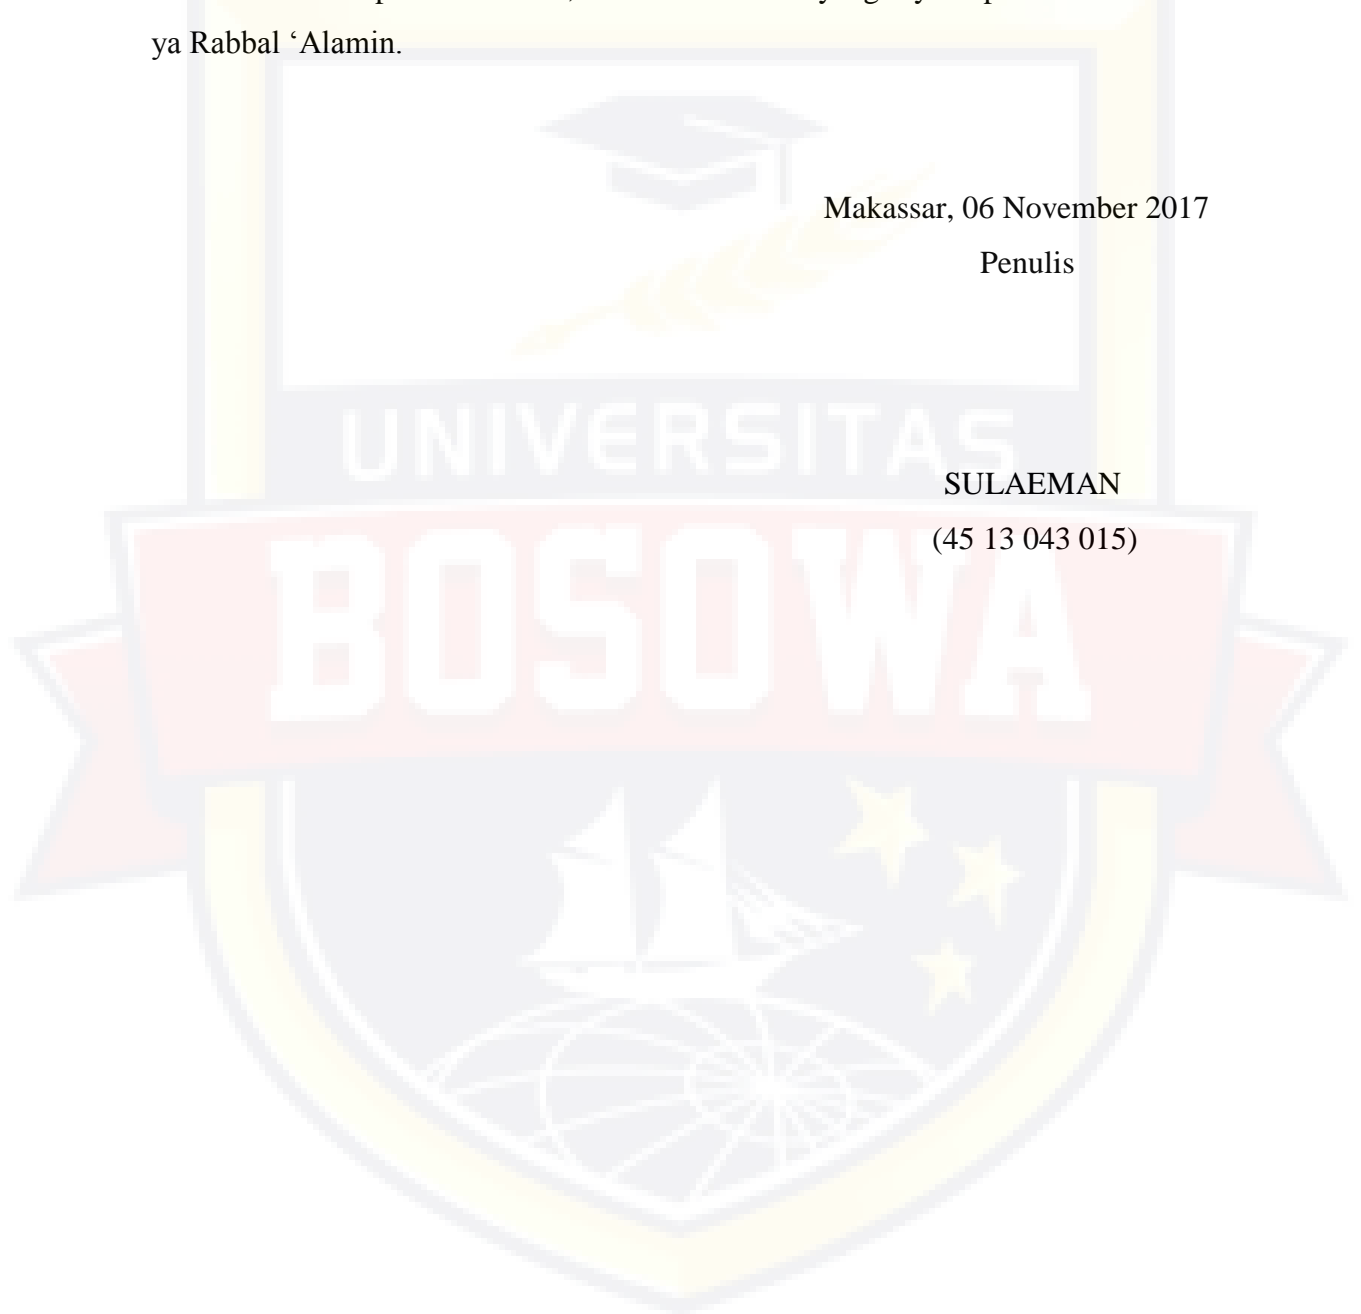 ya Rabbal ‘Alamin.
Makassar, 06 November 2017
Penulis
UNIVERSITAS
SULAEMAN
(45 13 043 015)
BOSOWA